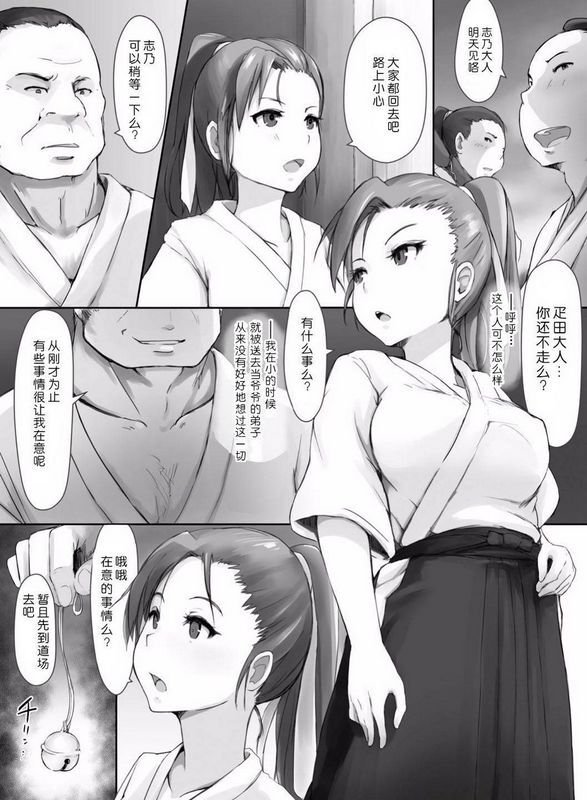 志乃大人
明天见咯
大家都回去吧
路上小心
志乃
可以稍等一下么？
疋田大人…
你还不走么？
——呼呼…
这个人可不怎么样
有什么事么？
——我在小的时候
就被送去当爷爷的弟子
从来没有好好地想过这一切
从刚才为止
有些事情很让我在意呢
哦哦
在意的事情么？
暂且先到道场
去吧
チリーン…